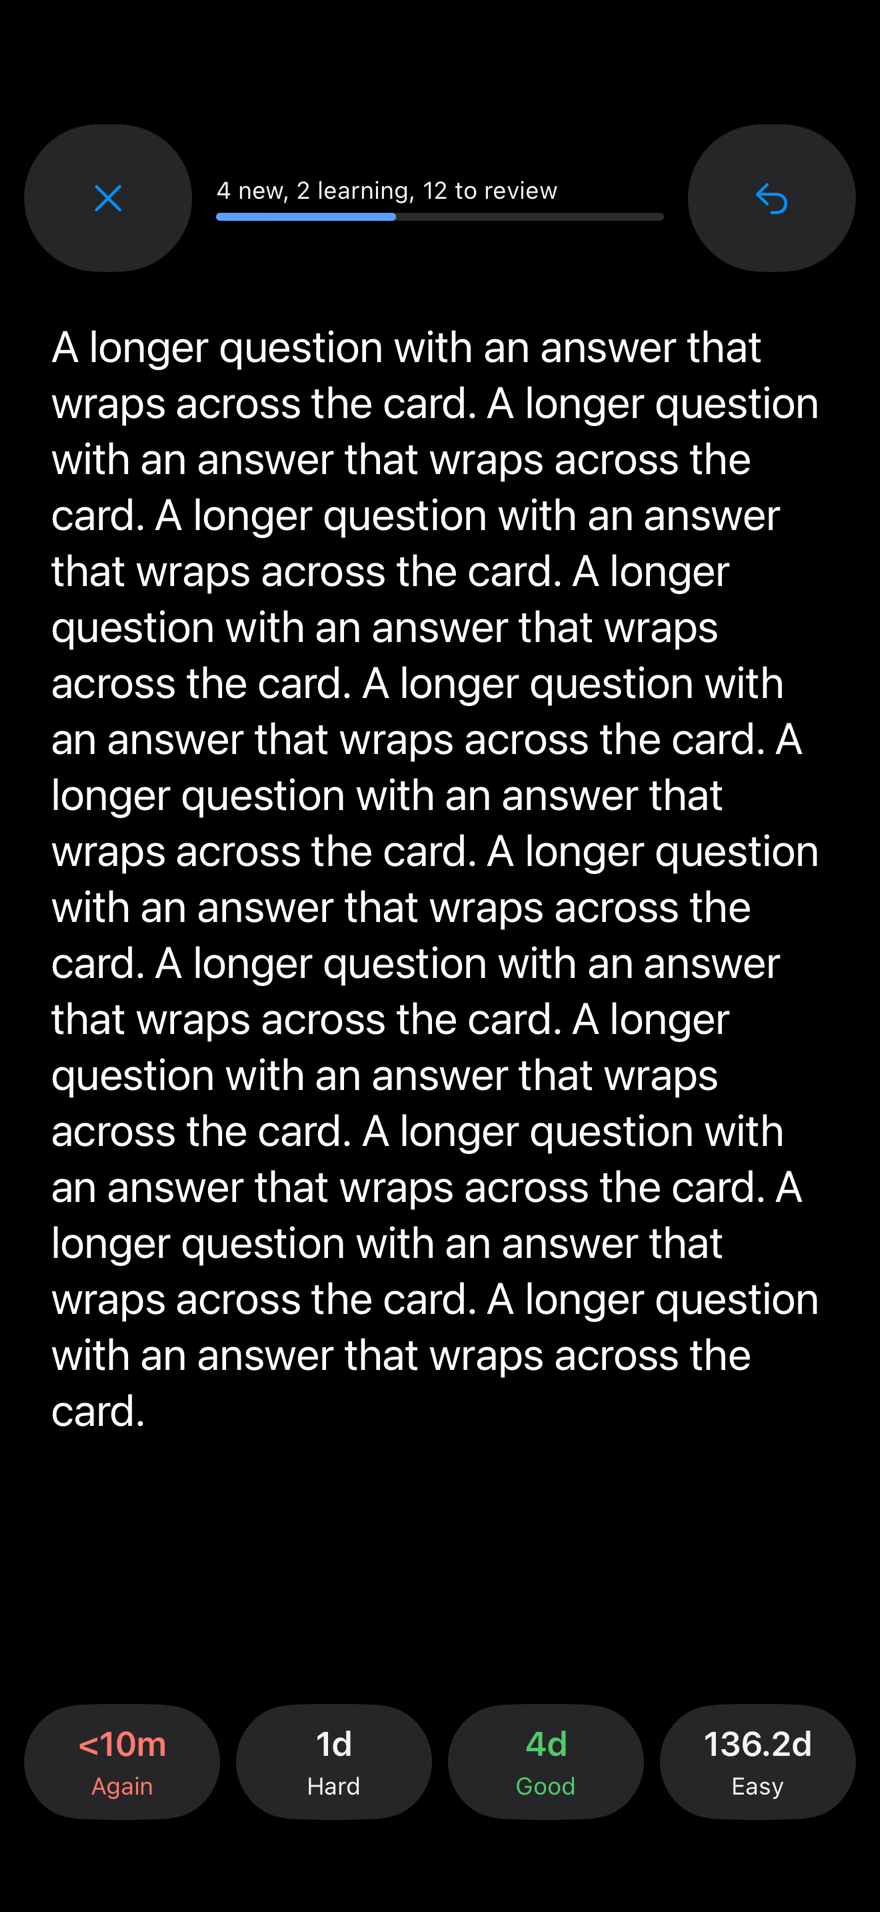 4 new, 2 learning, 12 to review
A longer question with an answer that
wraps across the card. A longer question
with an answer that wraps across the
card. A longer question with an answer
that wraps across the card. A longer
question with an answer that wraps
across the card. A longer question with
an answer that wraps across the card. A
longer question with an answer that
wraps across the card. A longer question
with an answer that wraps across the
card. A longer question with an answer
that wraps across the card. A longer
question with an answer that wraps
across the card. A longer question with
an answer that wraps across the card. A
longer question with an answer that
wraps across the card. A longer question
with an answer that wraps across the
card.
<10m 1d 4d 136.2d
Again Hard Good Easy